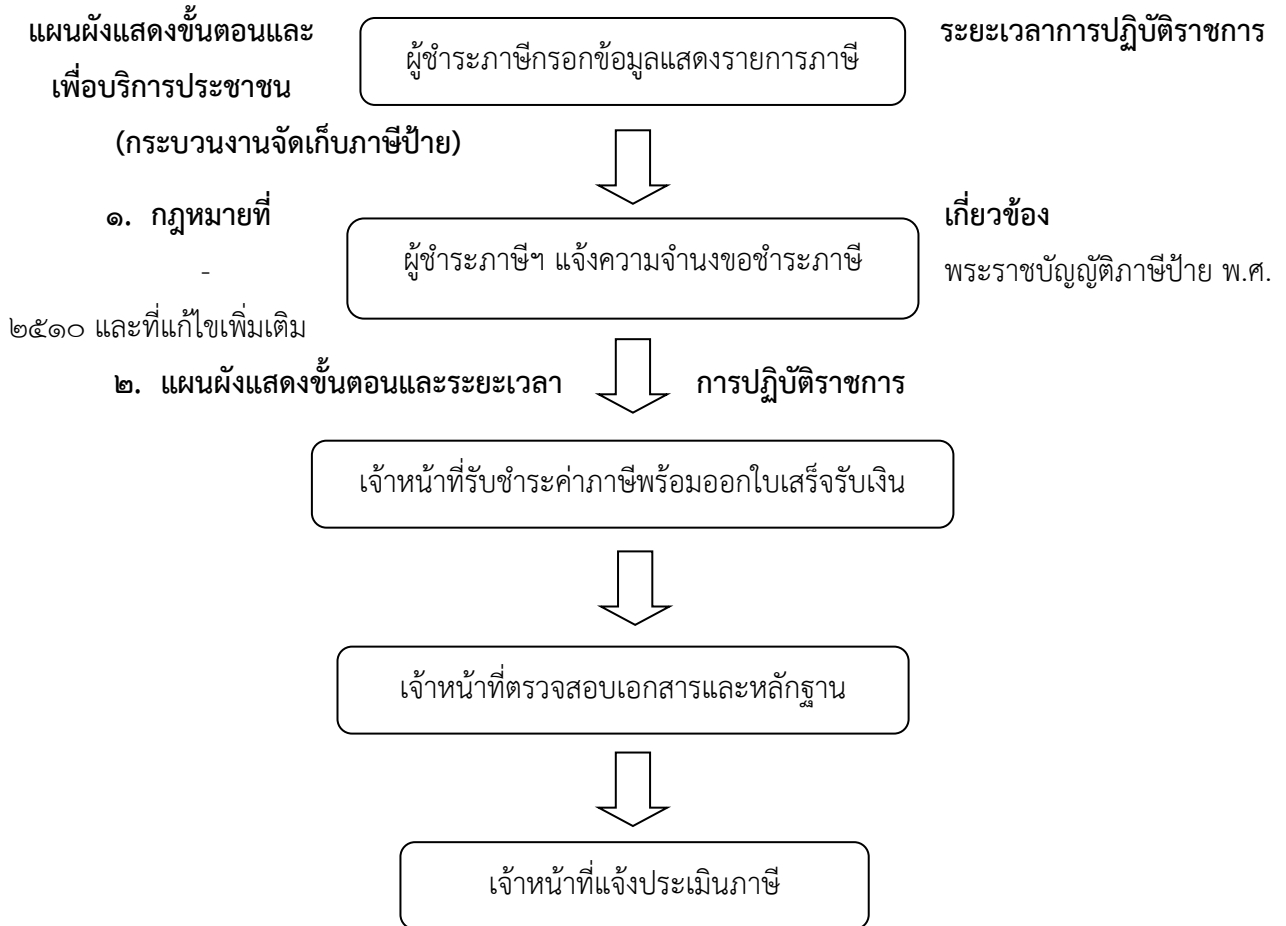 แผนผังแสดงขั้นตอนและ
ระยะเวลาการปฏิบัติราชการ
ผู้ชำระภาษีกรอกข้อมูลแสดงรายการภาษี
เพื่อบริการประชาชน
(กระบวนงานจัดเก็บภาษีป้าย)
๑. กฎหมายที่
เกี่ยวข้อง
ผู้ชำระภาษีฯ แจ้งความจำนงขอชำระภาษี
-
พระราชบัญญัติภาษีป้าย พ.ศ.
๒๕๑๐ และที่แก้ไขเพิ่มเติม
๒. แผนผังแสดงขั้นตอนและระยะเวลา
การปฏิบัติราชการ
เจ้าหน้าที่รับชำระค่าภาษีพร้อมออกใบเสร็จรับเงิน
เจ้าหน้าที่ตรวจสอบเอกสารและหลักฐาน
เจ้าหน้าที่แจ้งประเมินภาษี